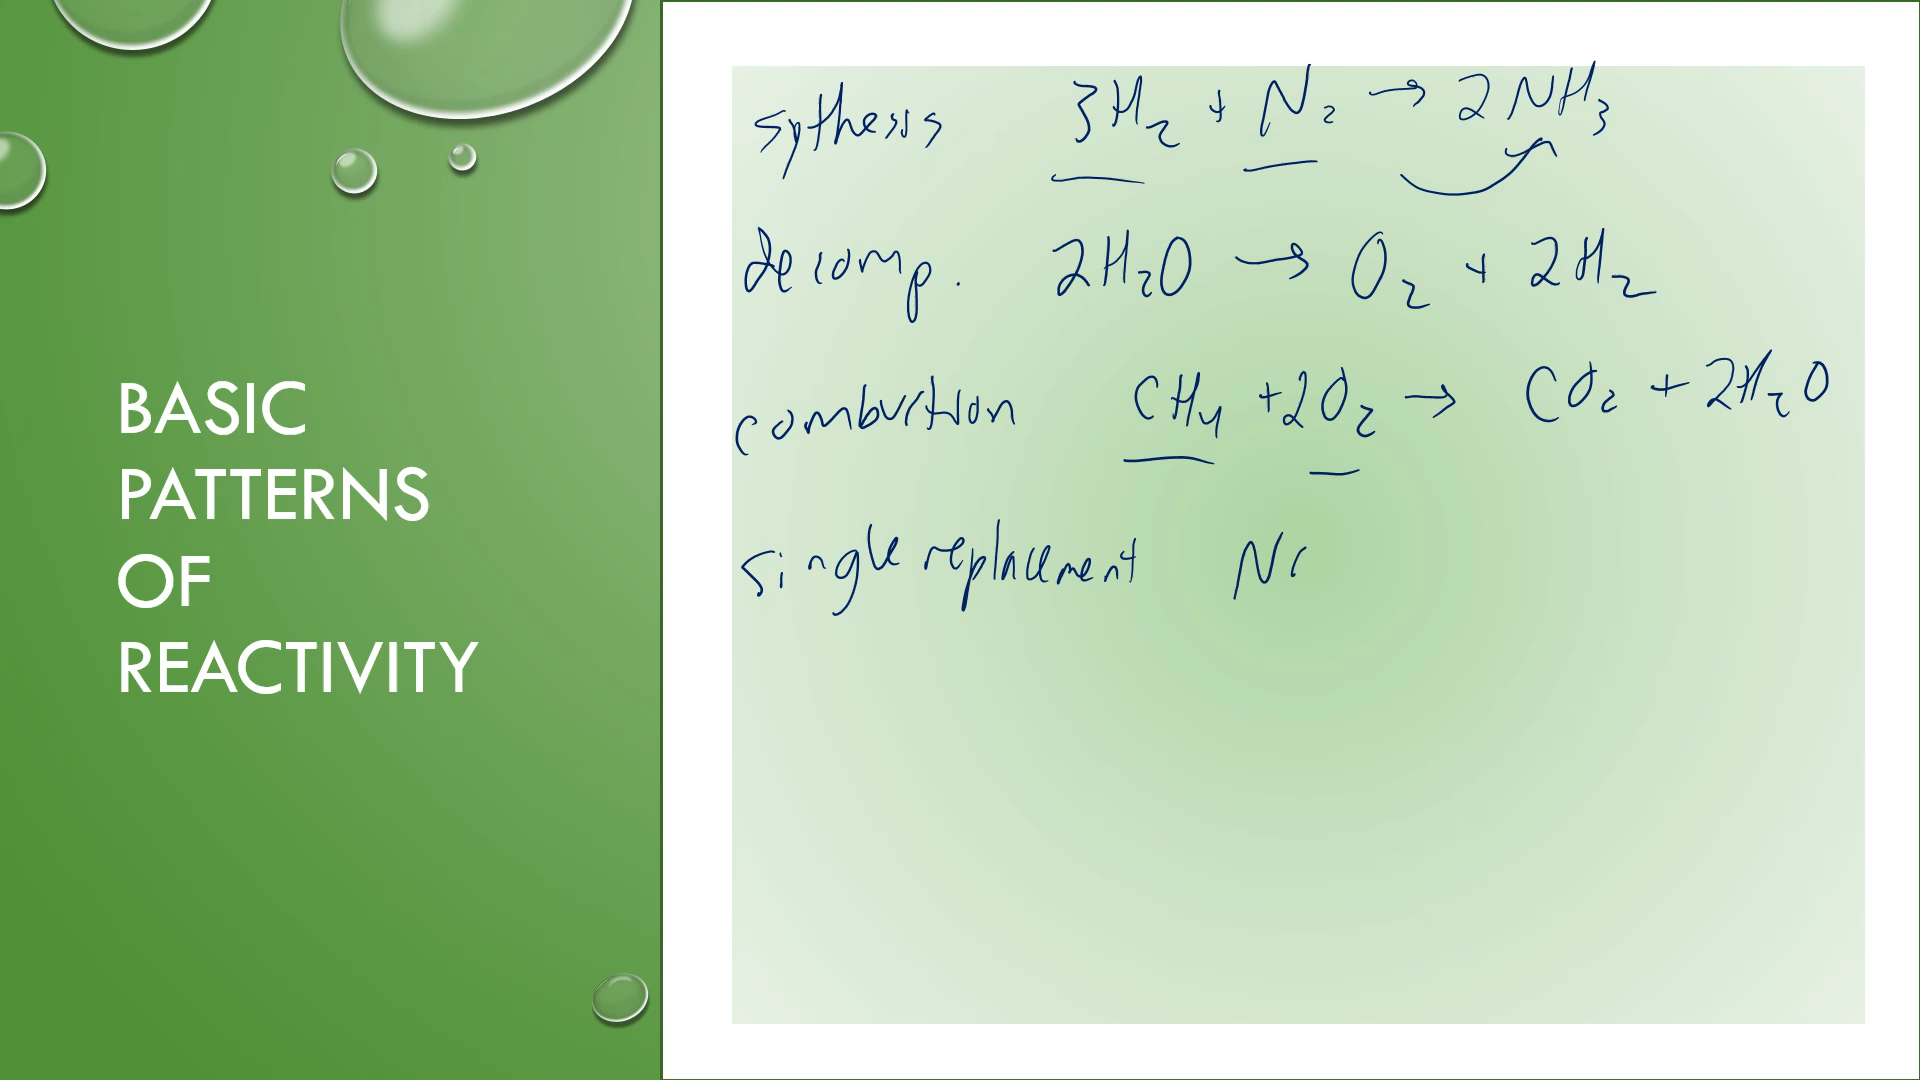 BASIC
PATTERNS
OF
REACTIVITY
sythesis 3H₂ + N₂ → 2NH₃
decomp. 2H₂O → O₂ + 2H₂
combustion CH₄ + 2O₂ → CO₂ + 2H₂O
single replacement N